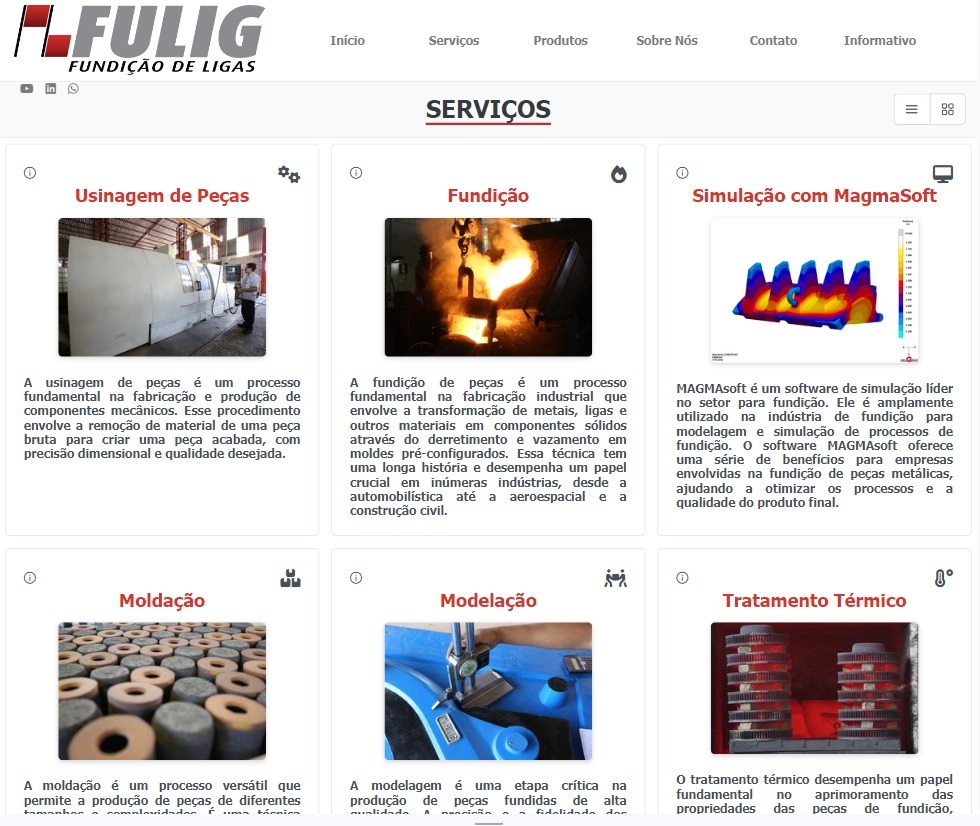 FULIG
FUNDIÇÃO DE LIGAS
Início
Serviços
Produtos
Sobre Nós
Contato
Informativo
SERVIÇOS
Usinagem de Peças
A usinagem de peças é um processo
fundamental na fabricação e produção de
componentes mecânicos. Esse procedimento
envolve a remoção de material de uma peça
bruta para criar uma peça acabada, com
precisão dimensional e qualidade desejada.
Fundição
A fundição de peças é um processo
fundamental na fabricação industrial que
envolve a transformação de metais, ligas e
outros materiais em componentes sólidos
através do derretimento e vazamento em
moldes pré-configurados. Essa técnica tem
uma longa história e desempenha um papel
crucial em inúmeras indústrias, desde a
automobilística até a aeroespacial e a
construção civil.
Simulação com MagmaSoft
MAGMAsoft é um software de simulação líder
no setor para fundição. Ele é amplamente
utilizado na indústria de fundição para
modelagem e simulação de processos de
fundição. O software MAGMAsoft oferece
uma série de benefícios para empresas
envolvidas na fundição de peças metálicas,
ajudando a otimizar os processos e a
qualidade do produto final.
Moldação
A moldação é um processo versátil que
permite a produção de peças de diferentes
tamanhos e complexidades. É uma técnica
Modelação
A modelagem é uma etapa crítica na
produção de peças fundidas de alta
qualidade. A precisão e a fidelidade dos
Tratamento Térmico
O tratamento térmico desempenha um papel
fundamental no aprimoramento das
propriedades das peças de fundição,